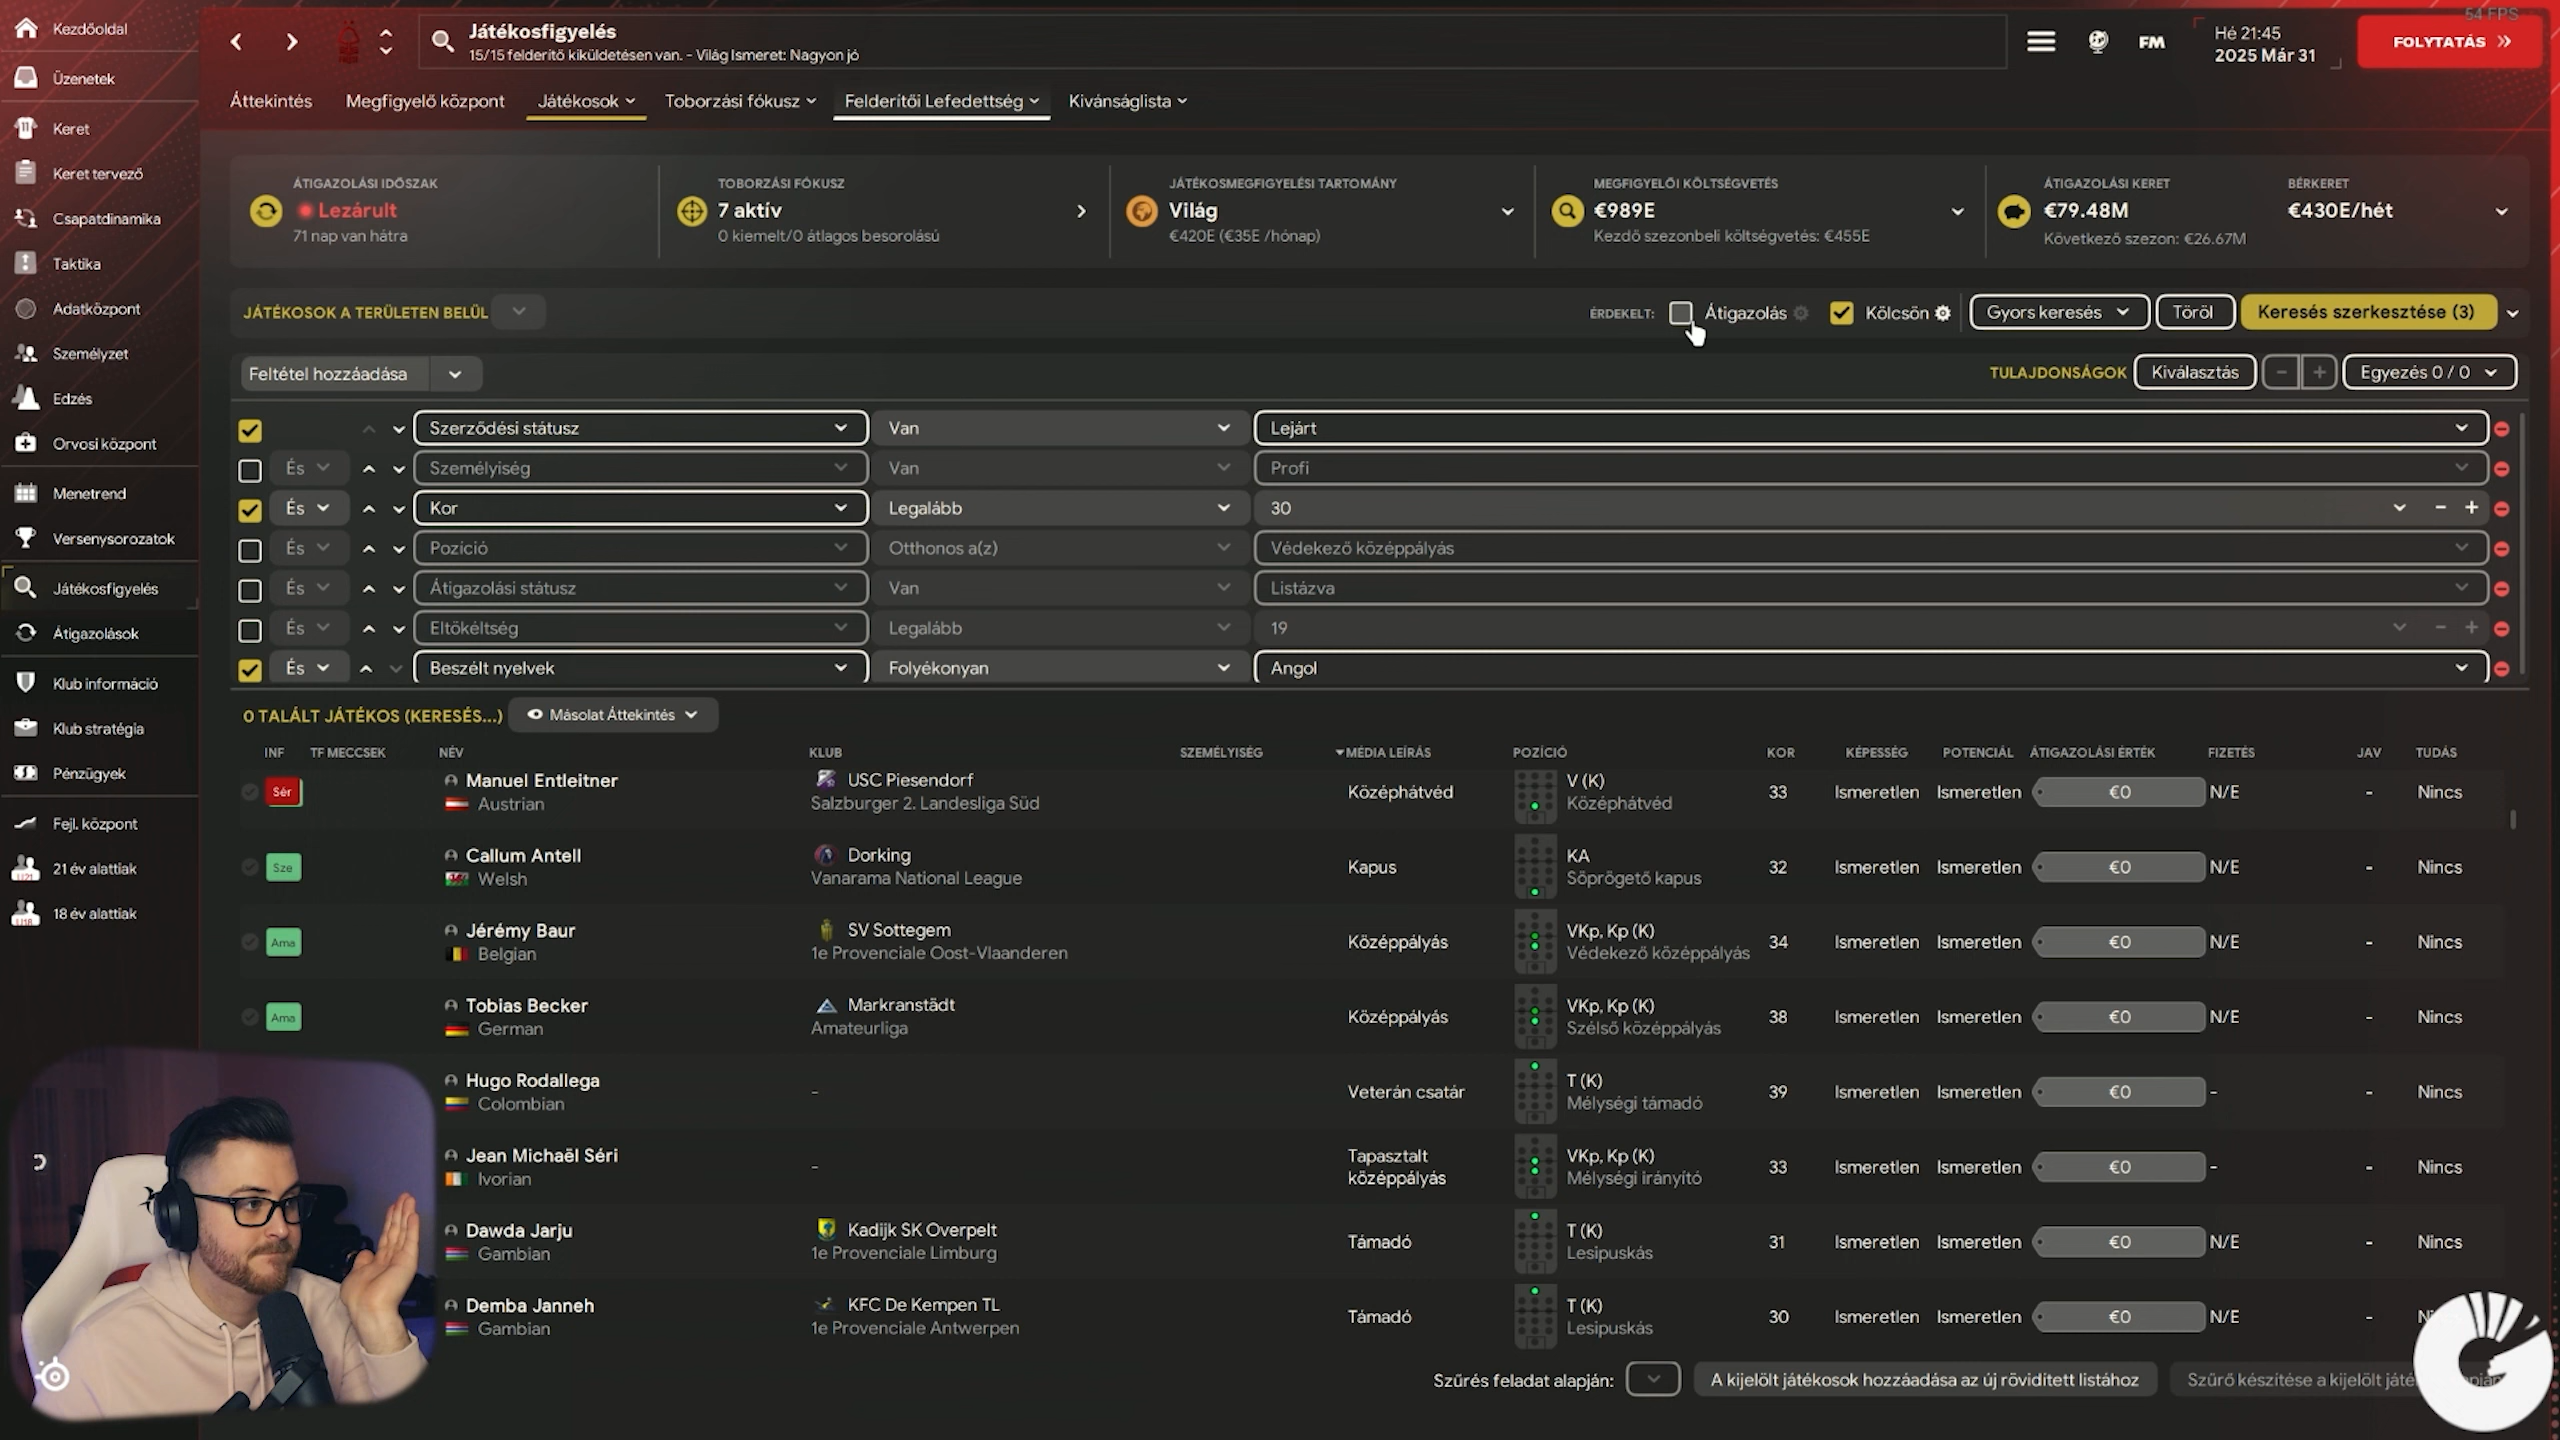 54 FPS
Kezdőoldal
Üzenetek
Keret
Keret tervező
Csapatdinamika
Taktika
Adatközpont
Személyzet
Edzés
Orvosi központ
Menetrend
Versenysorozatok
Játékosfigyelés
Átigazolások
Klub információ
Klub stratégia
Pénzügyek
Fejl. központ
21 év alattiak
18 év alattiak
Játékosfigyelés
15/15 felderítő kiküldetésen van. - Világ Ismeret: Nagyon jó
FM
Hé 21:45
2025 Már 31
FOLYTATÁS
Áttekintés Megfigyelő központ Játékosok Toborzási fókusz Felderítői Lefedettség Kívánságlista
ÁTIGAZOLÁSI IDŐSZAK
Lezárult
71 nap van hátra
TOBORZÁSI FÓKUSZ
7 aktív
0 kiemelt/0 átlagos besorolású
JÁTÉKOSMEGFIGYELÉSI TARTOMÁNY
Világ
€420E (€35E /hónap)
MEGFIGYELŐI KÖLTSÉGVETÉS
€989E
Kezdő szezonbeli költségvetés: €455E
ÁTIGAZOLÁSI KERET
€79.48M
Következő szezon: €26.67M
BÉRKERET
€430E/hét
JÁTÉKOSOK A TERÜLETEN BELÜL
ÉRDEKELT: Átigazolás Kölcsön Gyors keresés Töröl Keresés szerkesztése (3)
Feltétel hozzáadása
TULAJDONSÁGOK Kiválasztás - + Egyezés 0 / 0
Szerződési státusz Van Lejárt
És Személyiség Van Profi
És Kor Legalább 30 - +
És Pozíció Otthonos a(z) Védekező középpályás
És Átigazolási státusz Van Listázva
És Eltökéltség Legalább 19 - +
És Beszélt nyelvek Folyékonyan Angol
0 TALÁLT JÁTÉKOS (KERESÉS...) Másolat Áttekintés
INF TF MECCSEK NÉV KLUB SZEMÉLYISÉG MÉDIA LEÍRÁS POZÍCIÓ KOR KÉPESSÉG POTENCIÁL ÁTIGAZOLÁSI ÉRTÉK FIZETÉS JAV TUDÁS
Sér Manuel Entleitner USC Piesendorf Középhátvéd V (K) 33 Ismeretlen Ismeretlen €0 N/E - Nincs
Austrian Salzburger 2. Landesliga Süd Középhátvéd
Sze Callum Antell Dorking Kapus KA 32 Ismeretlen Ismeretlen €0 N/E - Nincs
Welsh Vanarama National League Söprögető kapus
Ama Jérémy Baur SV Sottegem Középpályás VKp, Kp (K) 34 Ismeretlen Ismeretlen €0 N/E - Nincs
Belgian 1e Provenciale Oost-Vlaanderen Védekező középpályás
Ama Tobias Becker Markranstädt Középpályás VKp, Kp (K) 38 Ismeretlen Ismeretlen €0 N/E - Nincs
German Amateurliga Szélső középpályás
Hugo Rodallega - Veterán csatár T (K) 39 Ismeretlen Ismeretlen €0 - - Nincs
Colombian Mélységi támadó
Jean Michaël Séri - Tapasztalt középpályás VKp, Kp (K) 33 Ismeretlen Ismeretlen €0 - - Nincs
Ivorian Mélységi irányító
Dawda Jarju Kadijk SK Overpelt Támadó T (K) 31 Ismeretlen Ismeretlen €0 N/E - Nincs
Gambian 1e Provenciale Limburg Lesipuskás
Demba Janneh KFC De Kempen TL Támadó T (K) 30 Ismeretlen Ismeretlen €0 N/E -
Gambian 1e Provenciale Antwerpen Lesipuskás
Szűrés feladat alapján: A kijelölt játékosok hozzáadása az új rövidített listához Szűrő készítése a kijelölt